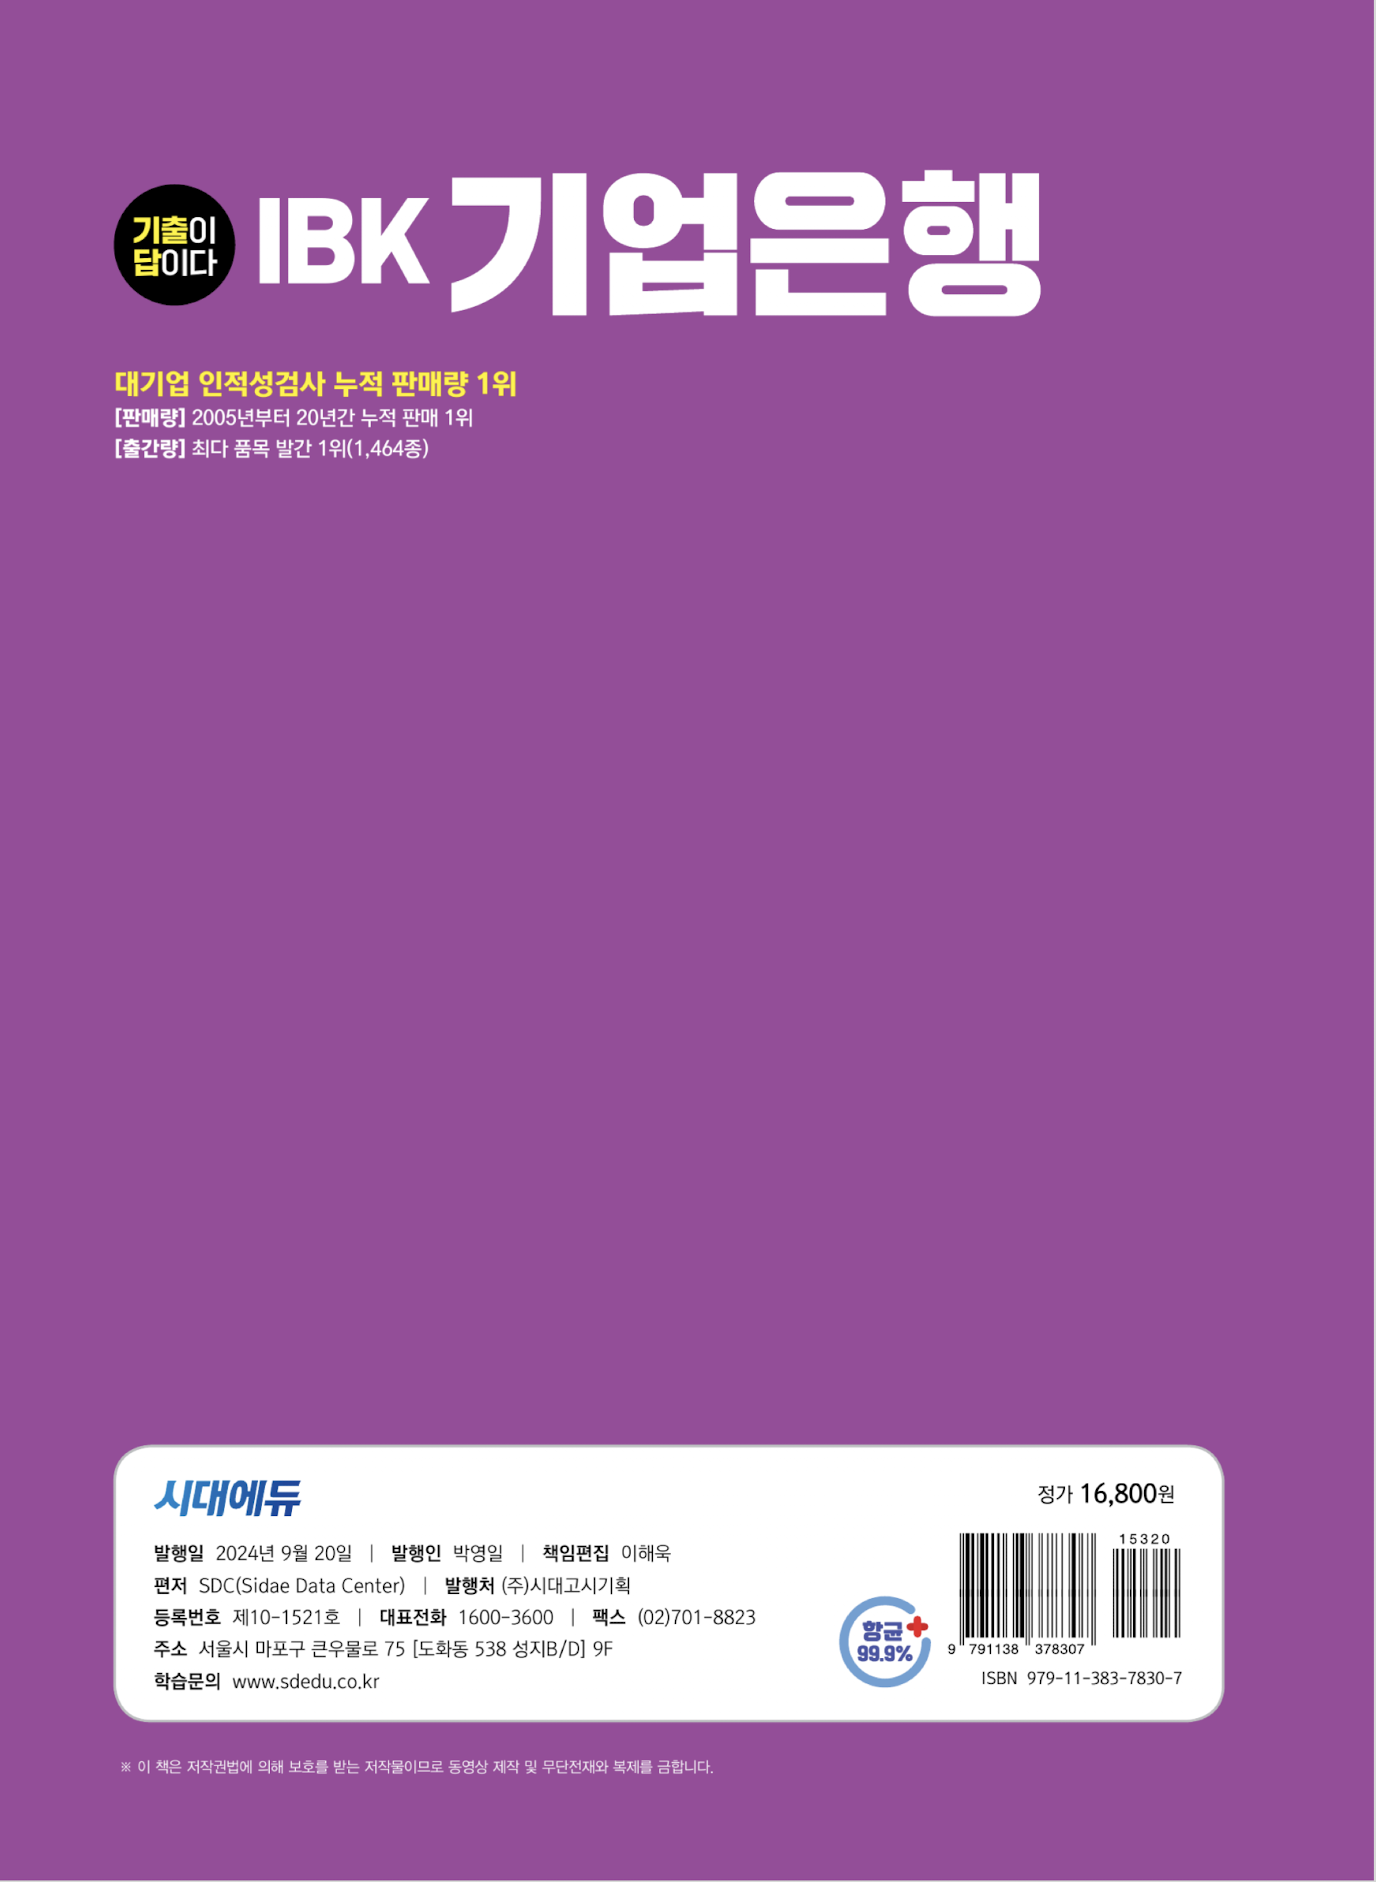 기출이
답이다
IBK 기업은행
대기업 인적성검사 누적 판매량 1위
[판매량] 2005년부터 20년간 누적 판매 1위
[출간량] 최다 품목 발간 1위(1,464종)
시대에듀
정가 16,800원
발행일 2024년 9월 20일 | 발행인 박영일 | 책임편집 이해욱
편저 SDC(Sidae Data Center) | 발행처 (주)시대고시기획
등록번호 제10-1521호 | 대표전화 1600-3600 | 팩스 (02)701-8823
주소 서울시 마포구 큰우물로 75 [도화동 538 성지B/D] 9F
학습문의 www.sdedu.co.kr
항균
99.9%
15320
9 791138 378307
ISBN 979-11-383-7830-7
※ 이 책은 저작권법에 의해 보호를 받는 저작물이므로 동영상 제작 및 무단전재와 복제를 금합니다.